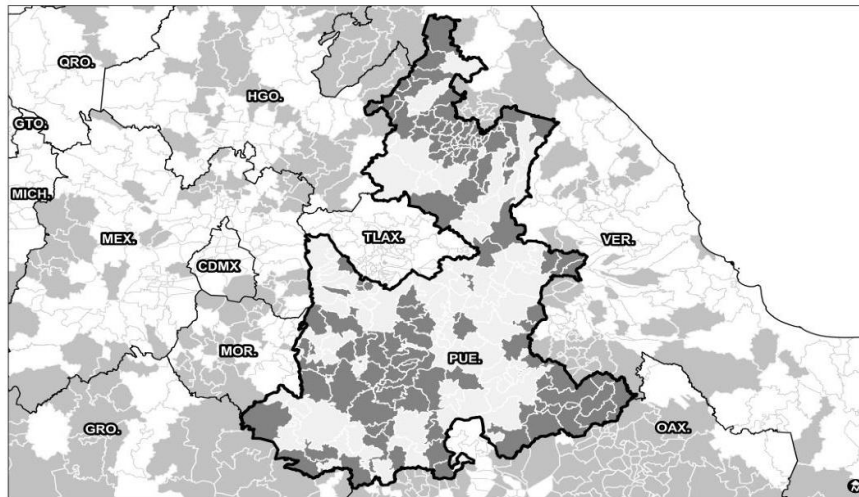 QRO.
HGO.
GTO.
MICH.
MEX.
TLAX.
VER.
CDMX
MOR.
PUE.
GRO.
OAX.